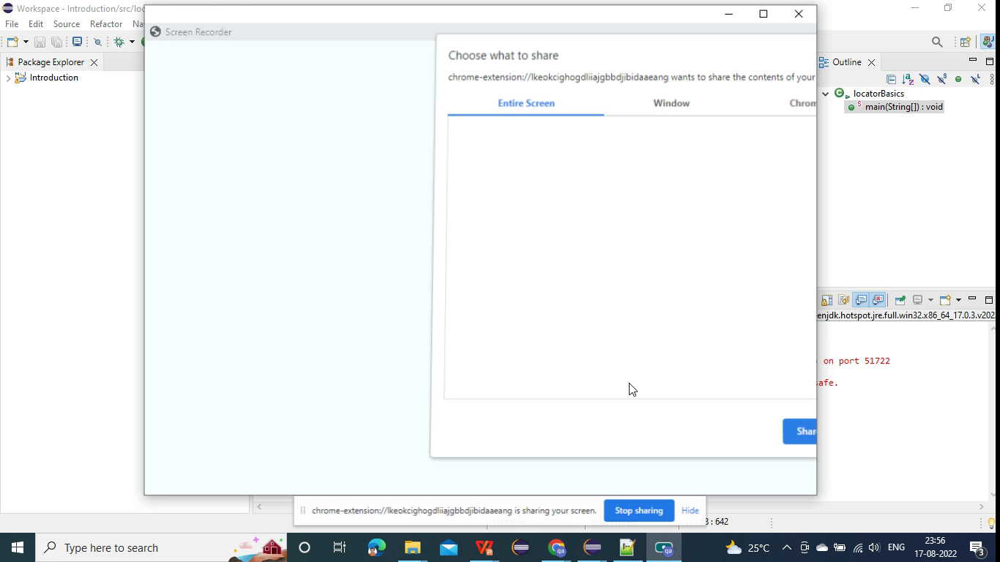 Workspace - Introduction/src/loc
File Edit Source Refactor Na
Package Explorer
Introduction
Screen Recorder
Choose what to share
chrome-extension://lkeokcighogdliiajgbbdjibidaaeang wants to share the contents of your
Entire Screen Window Chrom
Shar
Outline
locatorBasics
main(String[]) : void
enjdk.hotspot.jre.full.win32.x86_64_17.0.3.v202
on port 51722
safe.
chrome-extension://lkeokcighogdliiajgbbdjibidaaeang is sharing your screen. Stop sharing Hide
3 : 642
Type here to search
25°C
ENG
23:56
17-08-2022
3